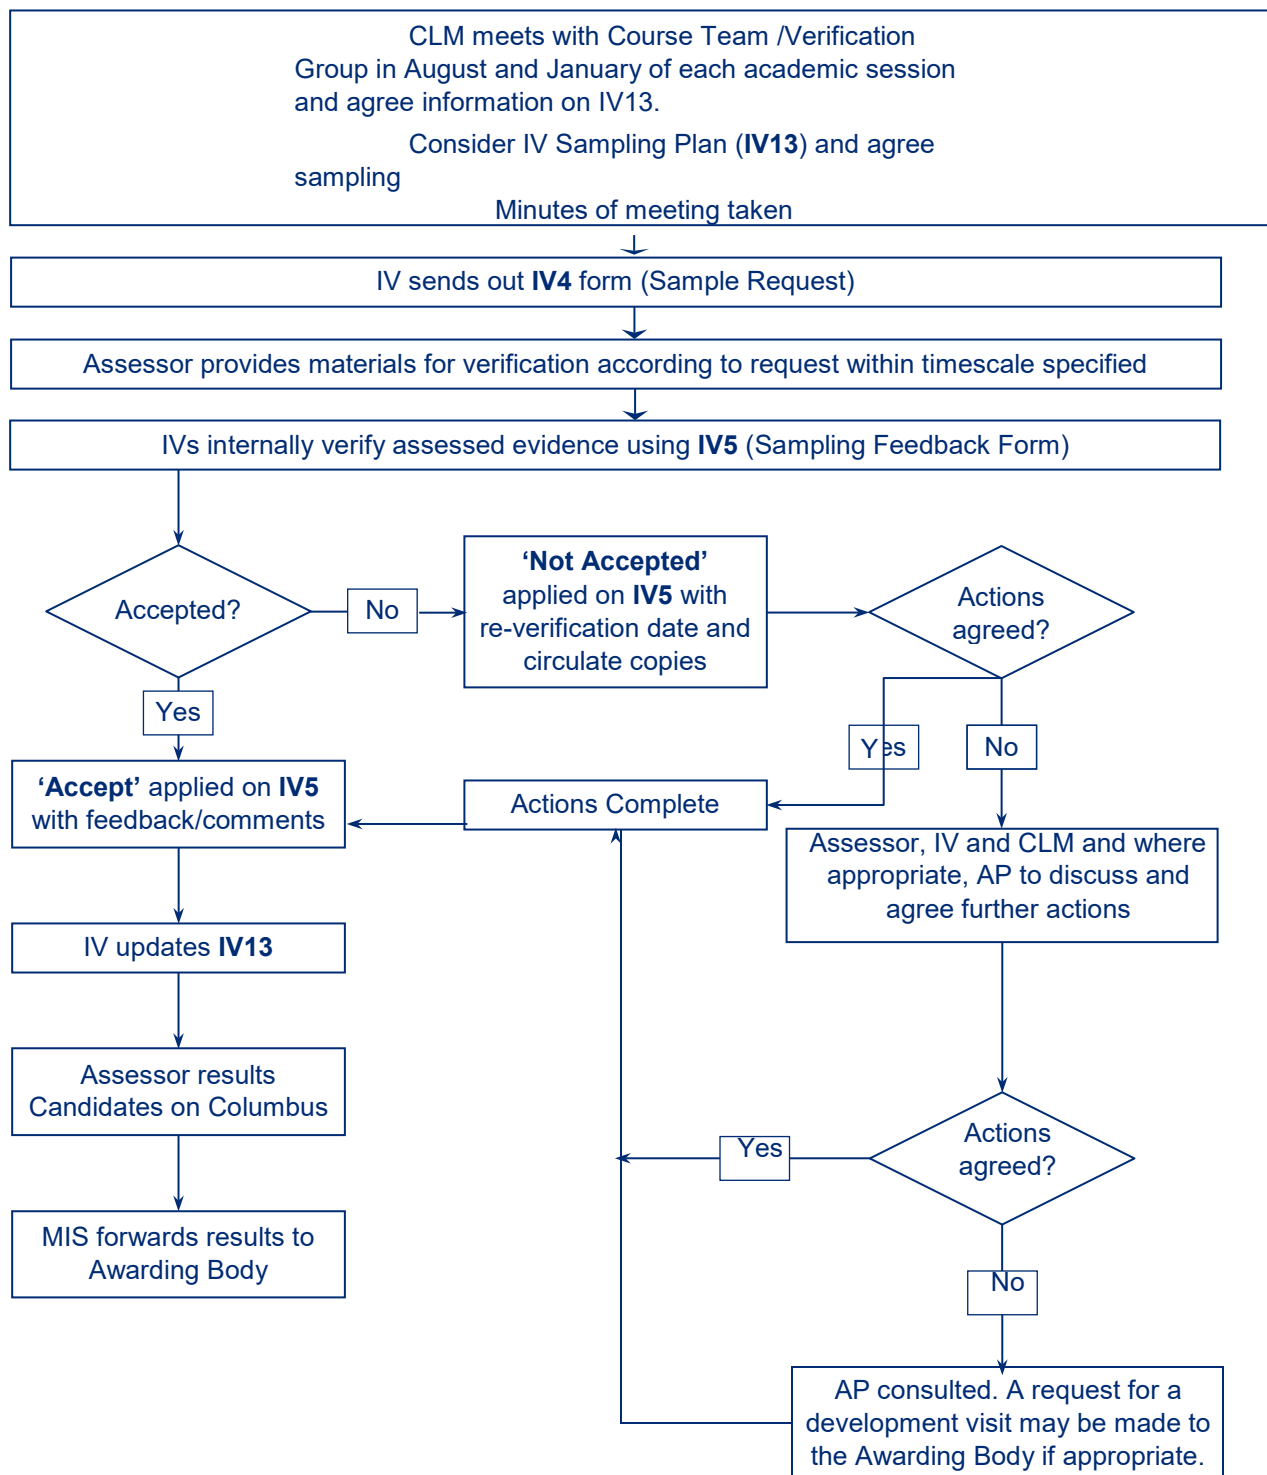 CLM meets with Course Team /Verification
Group in August and January of each academic session
and agree information on IV13.
Consider IV Sampling Plan (IV13) and agree
sampling
Minutes of meeting taken
IV sends out IV4 form (Sample Request)
Assessor provides materials for verification according to request within timescale specified
IVs internally verify assessed evidence using IV5 (Sampling Feedback Form)
Accepted?
No
‘Not Accepted’
applied on IV5 with
re-verification date and
circulate copies
Actions
agreed?
Yes
Yes
No
‘Accept’ applied on IV5
with feedback/comments
Actions Complete
Assessor, IV and CLM and where
appropriate, AP to discuss and
agree further actions
IV updates IV13
Assessor results
Candidates on Columbus
Actions
agreed?
Yes
MIS forwards results to
Awarding Body
No
AP consulted. A request for a
development visit may be made to
the Awarding Body if appropriate.